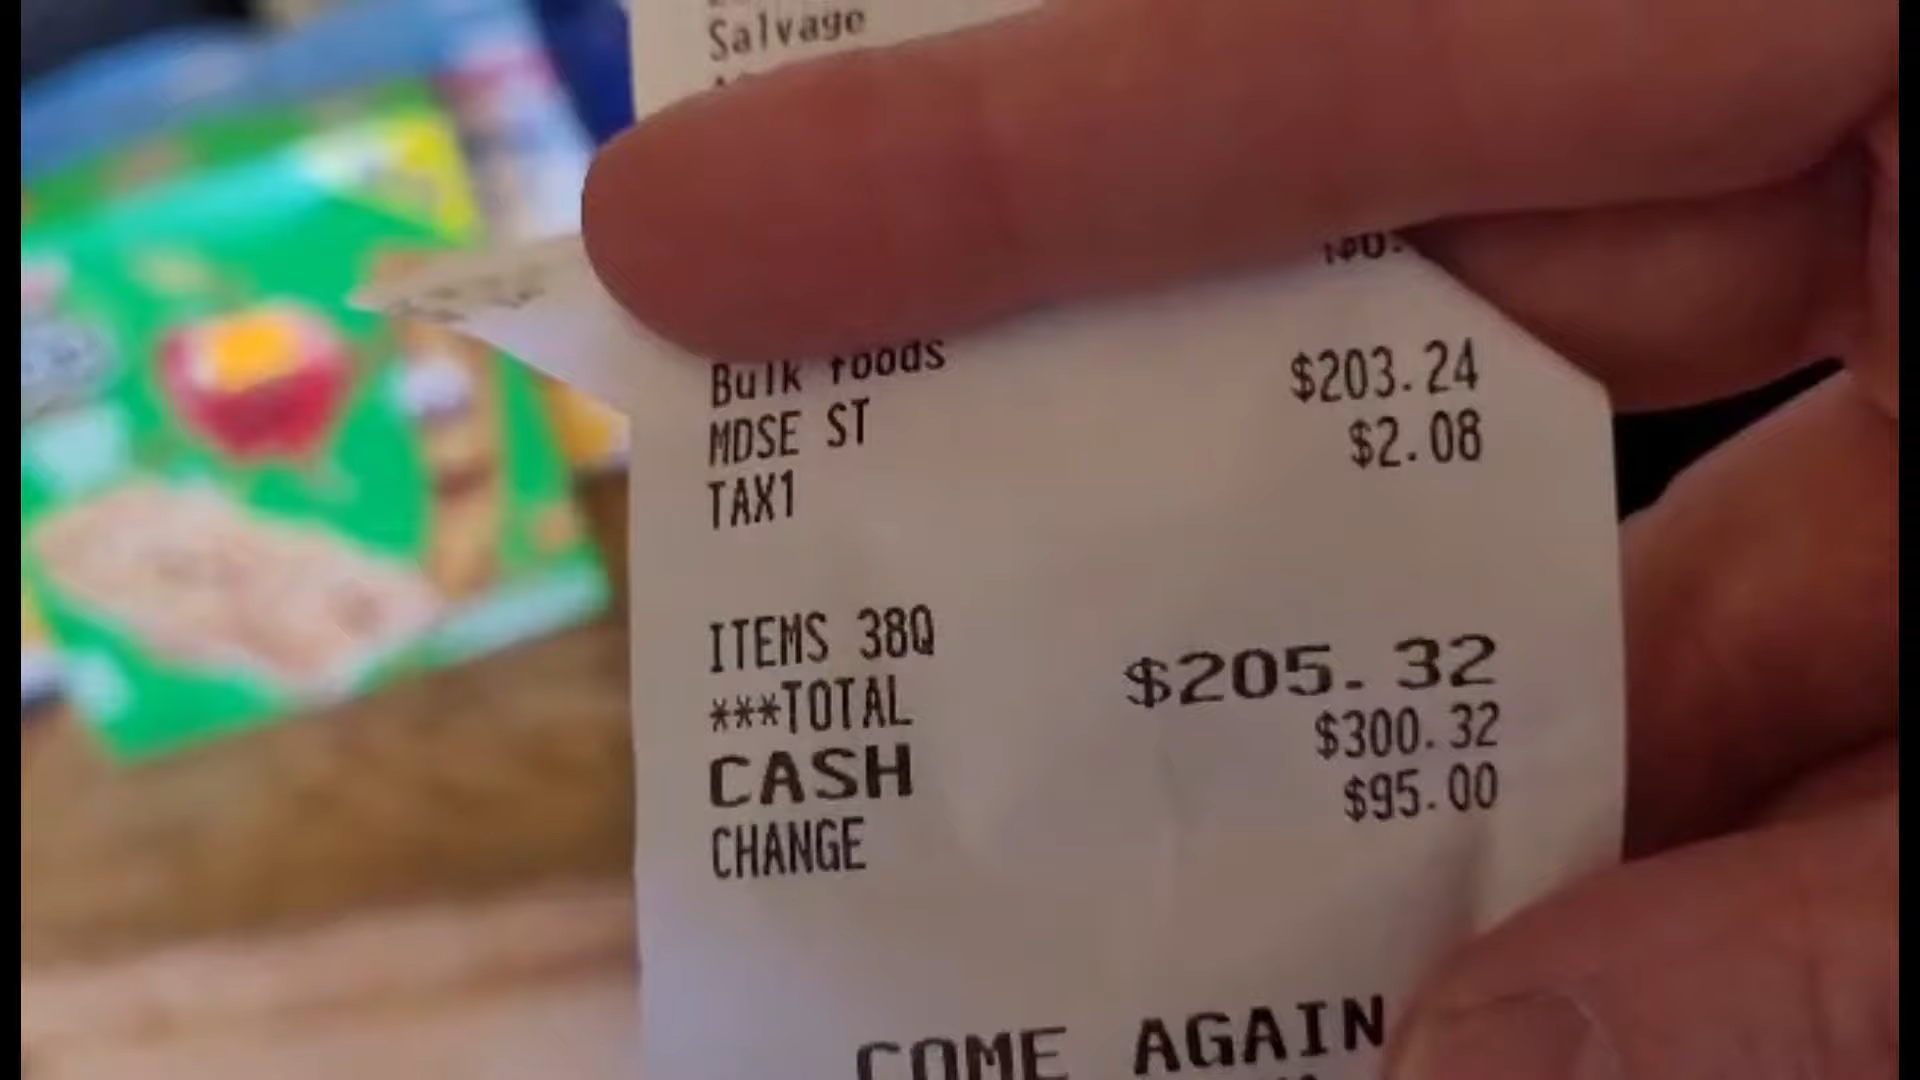 Salvage
Bulk foods
MDSE ST $203.24
TAX1 $2.08
ITEMS 38Q
***TOTAL $205.32
CASH $300.32
CHANGE $95.00
COME AGAIN